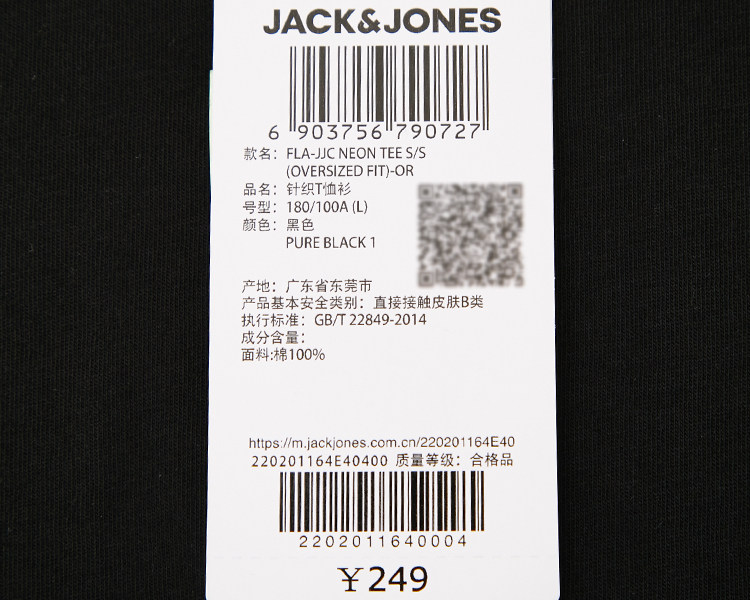 JACK&JONES
6 903756 790727
款名: FLA-JJC NEON TEE S/S
(OVERSIZED FIT)-OR
品名: 针织T恤衫
号型: 180/100A (L)
颜色: 黑色
PURE BLACK 1
产地: 广东省东莞市
产品基本安全类别: 直接接触皮肤B类
执行标准: GB/T 22849-2014
成分含量:
面料:棉100%
https://m.jackjones.com.cn/220201164E40
220201164E40400 质量等级: 合格品
2202011640004
¥249